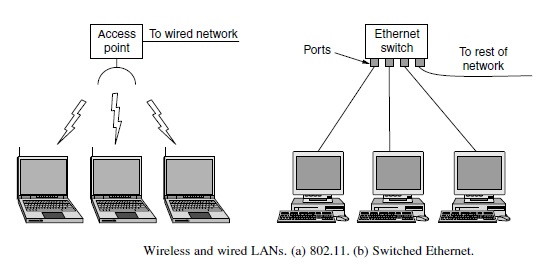 Access
point
To wired network
Ports
Ethernet
switch
To rest of
network
Wireless and wired LANs. (a) 802.11. (b) Switched Ethernet.